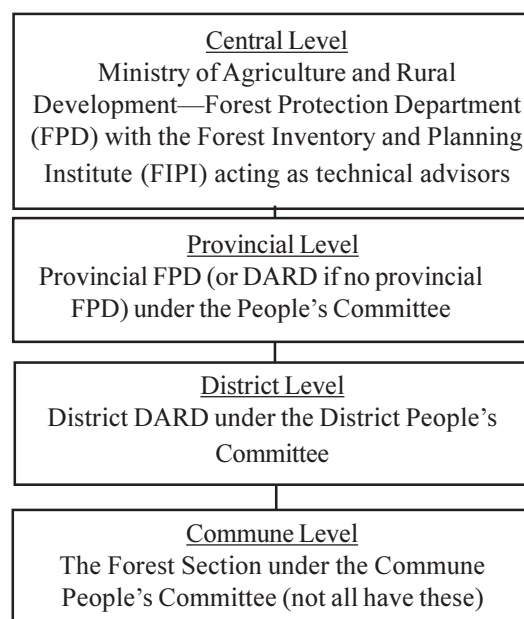 Central Level
Ministry of Agriculture and Rural
Development—Forest Protection Department
(FPD) with the Forest Inventory and Planning
Institute (FIPI) acting as technical advisors
Provincial Level
Provincial FPD (or DARD if no provincial
FPD) under the People's Committee
District Level
District DARD under the District People's
Committee
Commune Level
The Forest Section under the Commune
People's Committee (not all have these)